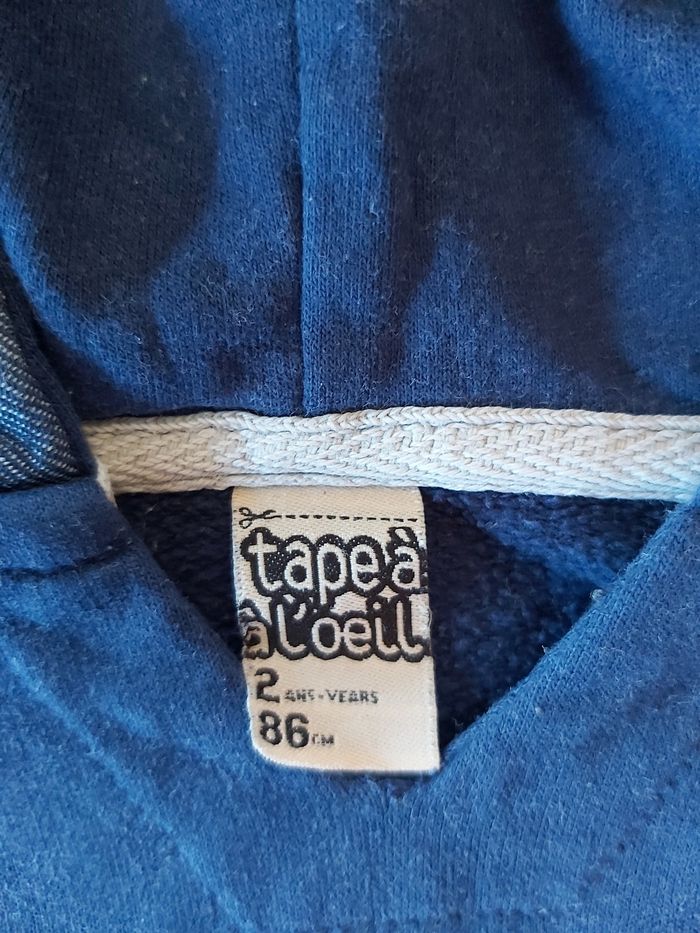 tape à
à l'oeil
2 ANS-YEARS
86 CM